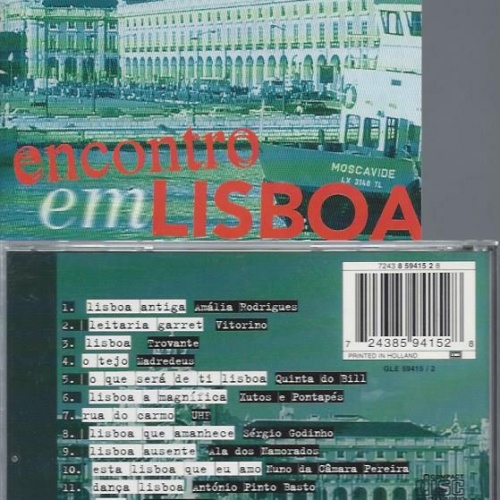 encontro
em LISBOA
MOSCAVIDE
LX 3148 TL
7243 8 59415 2 8
7 24385 94152 8
PRINTED IN HOLLAND EMI
GLE 59415 / 2
1. lisboa antiga Amália Rodrigues
2. leitaria garret Vitorino
3. lisboa Trovante
4. o tejo Madredeus
5. o que será de ti lisboa Quinta do Bill
6. lisboa a magnífica Xutos e Pontapés
7. rua do carmo UHF
8. lisboa que amanhece Sérgio Godinho
9. lisboa ausente Ala dos Namorados
10. esta lisboa que eu amo Nuno da Câmara Pereira
11. dança lisboa António Pinto Basto